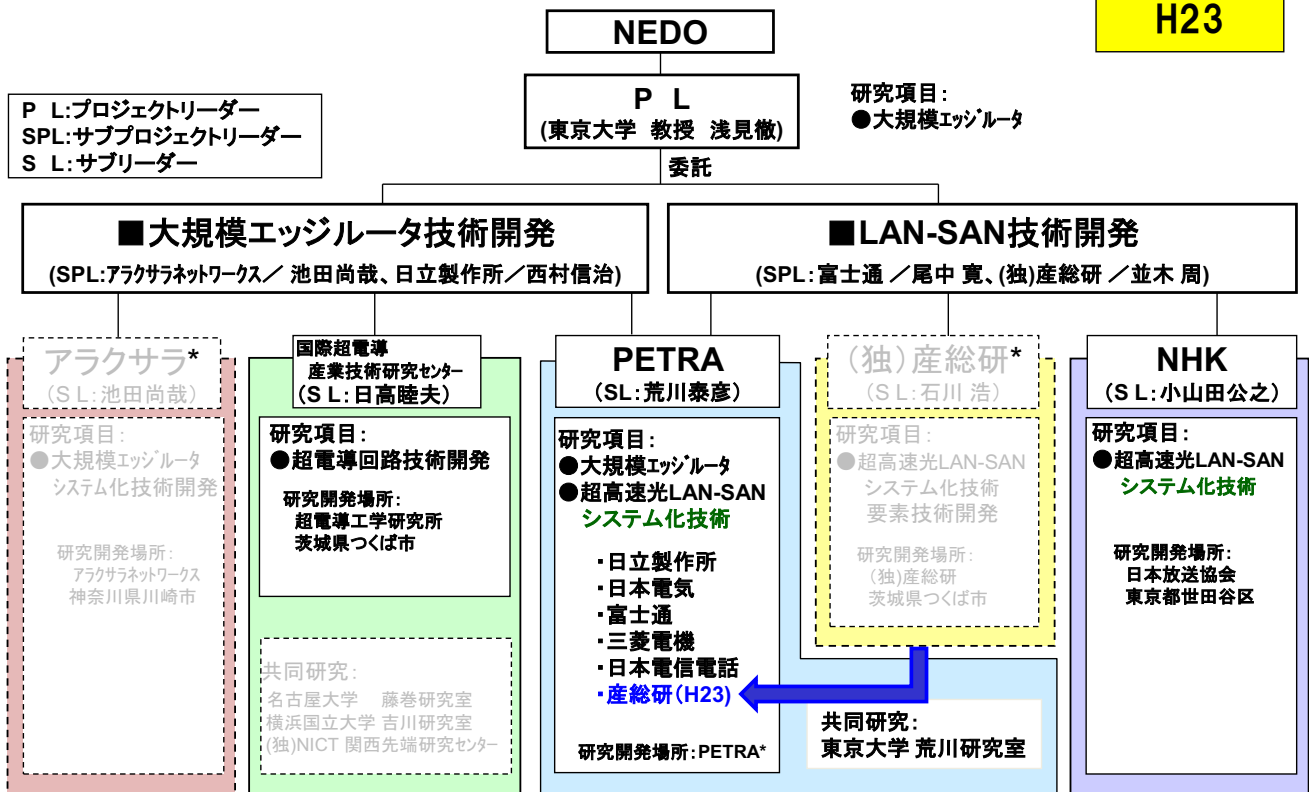 H23
NEDO
P L
(東京大学 教授 浅見徹)
委託
研究項目:
●大規模エッジルータ
P L:プロジェクトリーダー
SPL:サブプロジェクトリーダー
S L:サブリーダー
■大規模エッジルータ技術開発
(SPL:アラクサラネットワークス/ 池田尚哉、日立製作所/西村信治)
■LAN-SAN技術開発
(SPL:富士通/尾中 寛、(独)産総研/並木 周)
アラクサラ*
(S L:池田尚哉)
研究項目:
●大規模エッジルータ
システム化技術開発
研究開発場所:
アラクサラネットワークス
神奈川県川崎市
国際超電導
産業技術研究センター
(S L:日高睦夫)
研究項目:
●超電導回路技術開発
研究開発場所:
超電導工学研究所
茨城県つくば市
共同研究:
名古屋大学 藤巻研究室
横浜国立大学 吉川研究室
(独)NICT 関西先端研究センター
PETRA
(SL:荒川泰彦)
研究項目:
●大規模エッジルータ
●超高速光LAN-SAN
システム化技術
・日立製作所
・日本電気
・富士通
・三菱電機
・日本電信電話
・産総研(H23)
研究開発場所:PETRA*
(独)産総研*
(S L:石川 浩)
研究項目:
●超高速光LAN-SAN
システム化技術
要素技術開発
研究開発場所:
(独)産総研
茨城県つくば市
共同研究:
東京大学 荒川研究室
NHK
(S L:小山田公之)
研究項目:
●超高速光LAN-SAN
システム化技術
研究開発場所:
日本放送協会
東京都世田谷区